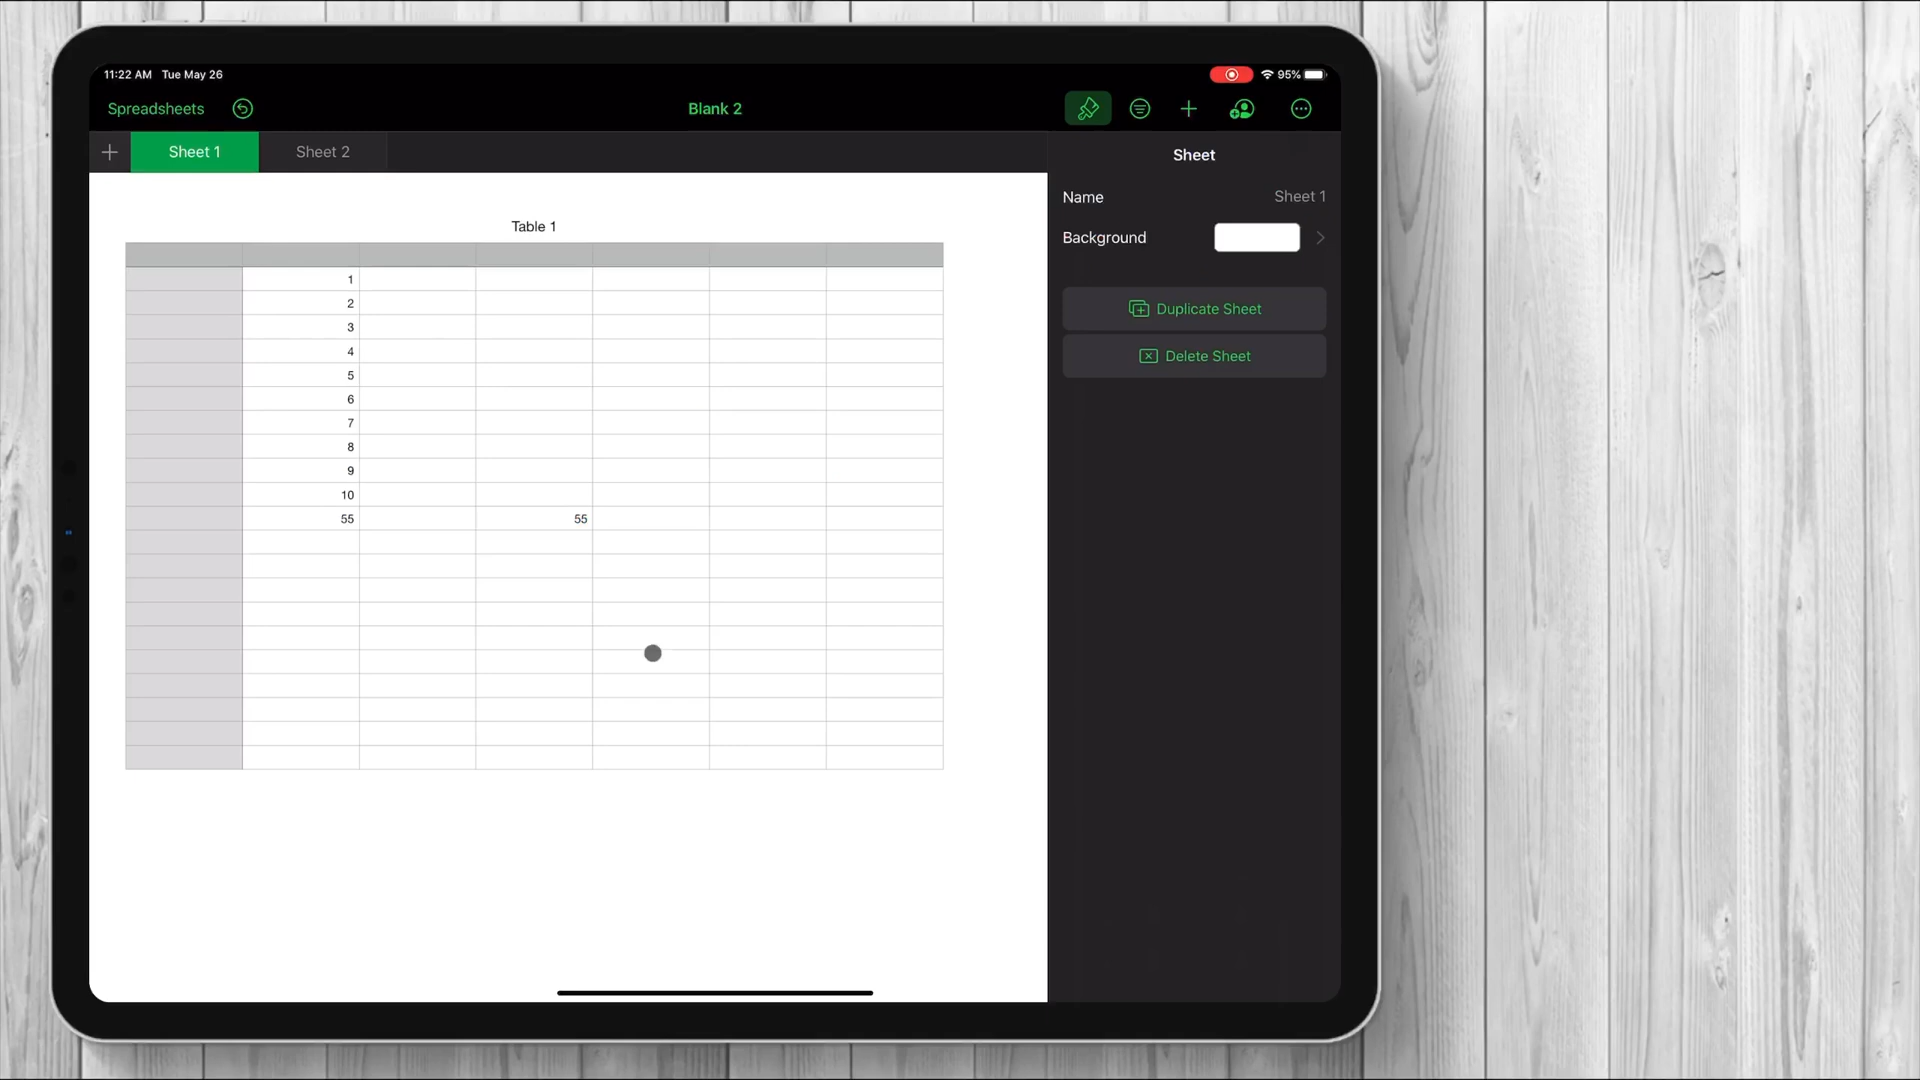 11:22 AM Tue May 26
95%
Spreadsheets
Blank 2
Sheet 1
Sheet 2
Sheet
Name
Sheet 1
Background
Duplicate Sheet
Delete Sheet
Table 1
1
2
3
4
5
6
7
8
9
10
55 55